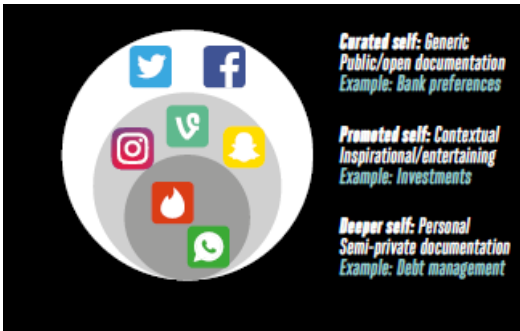 Curated self: Generic
Public/open documentation
Example: Bank preferences
Promoted self: Contextual
Inspirational/entertaining
Example: Investments
Deeper self: Personal
Semi-private documentation
Example: Debt management